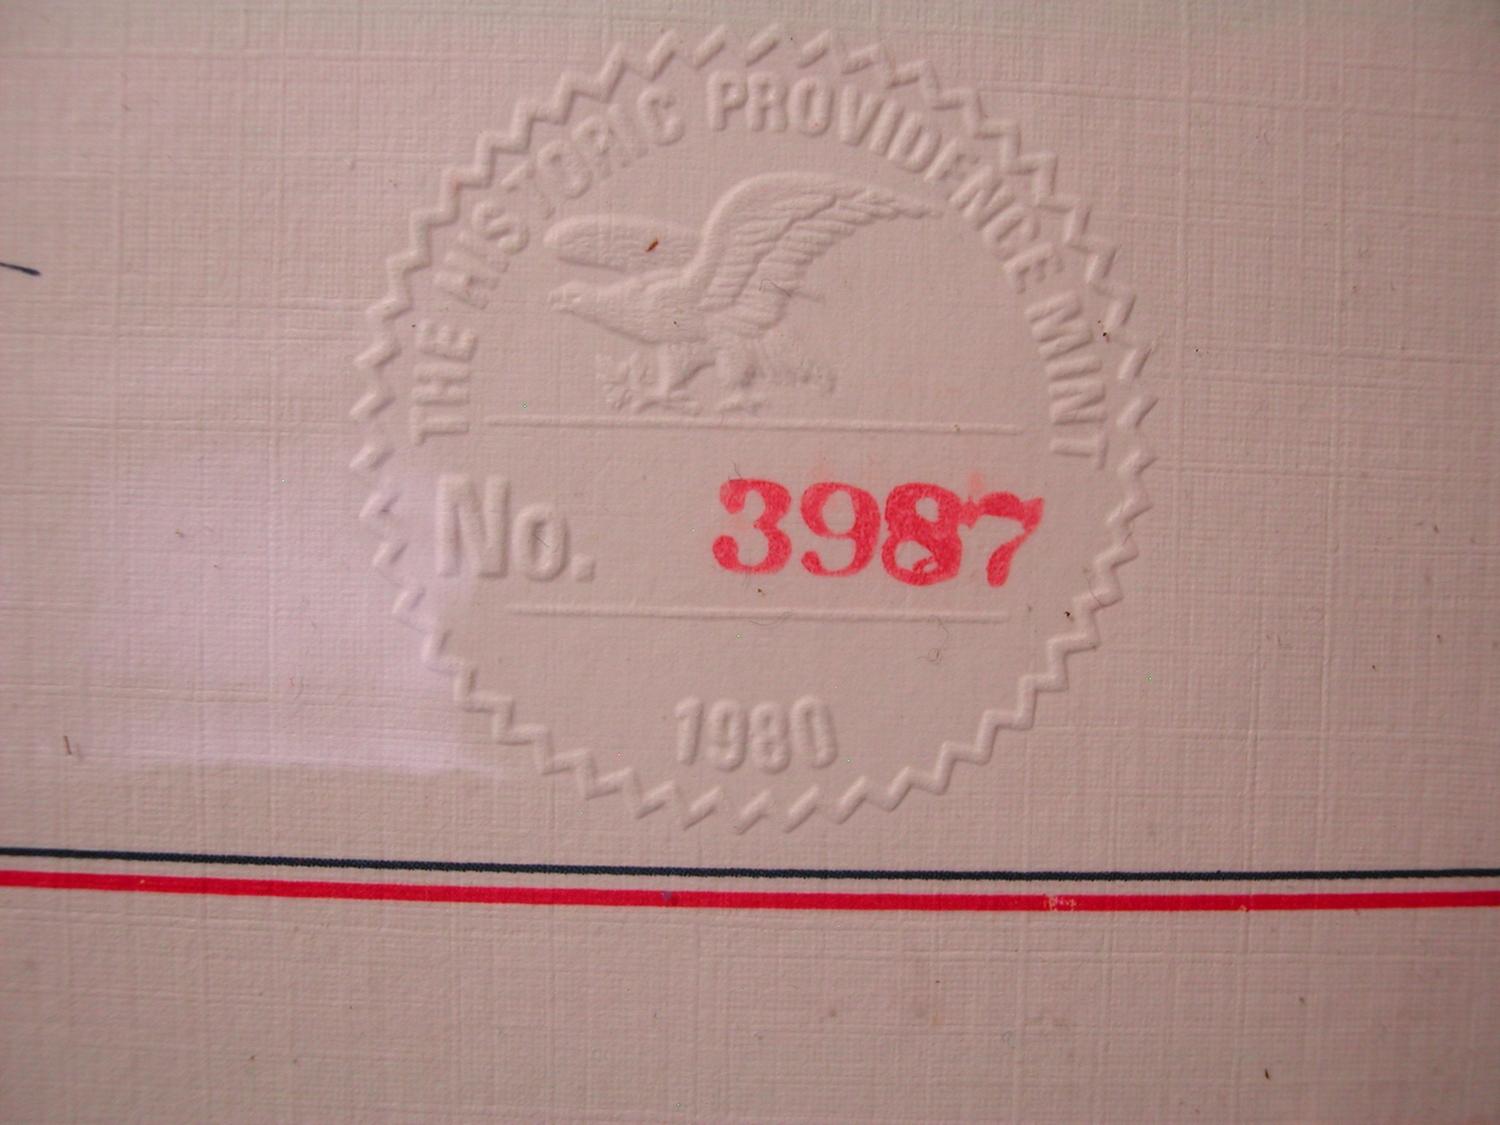 THE HISTORIC PROVIDENCE MINT
No. 3987
1980